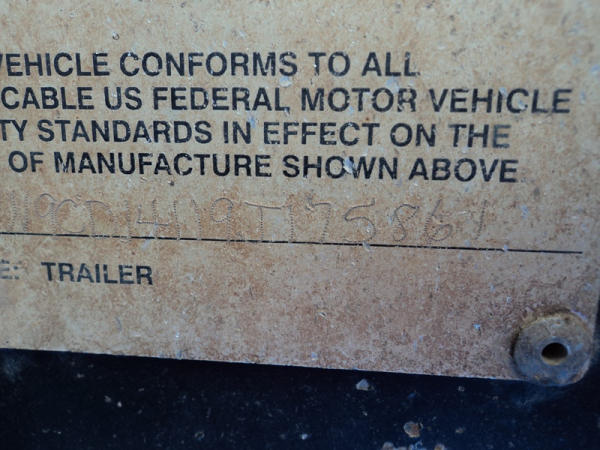 VEHICLE CONFORMS TO ALL
CABLE US FEDERAL MOTOR VEHICLE
TY STANDARDS IN EFFECT ON THE
OF MANUFACTURE SHOWN ABOVE
E: TRAILER